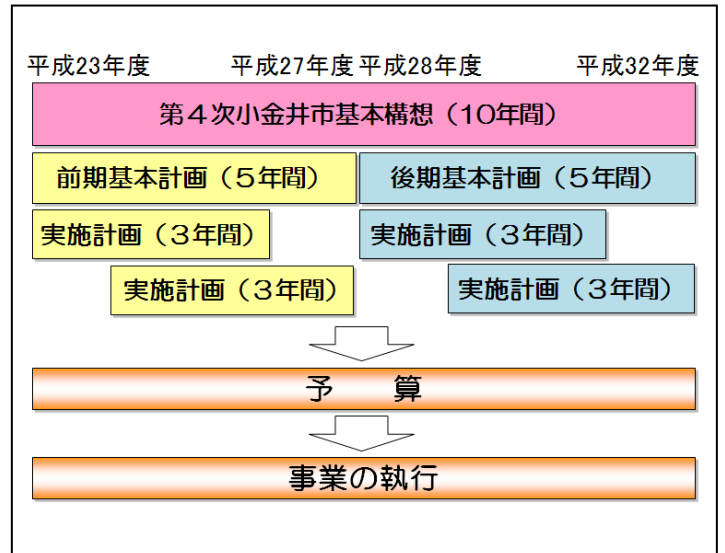 平成23年度 平成27年度 平成28年度 平成32年度
第４次小金井市基本構想（10年間）
前期基本計画（５年間） 後期基本計画（５年間）
実施計画（３年間） 実施計画（３年間）
実施計画（３年間） 実施計画（３年間）
予　算
事業の執行